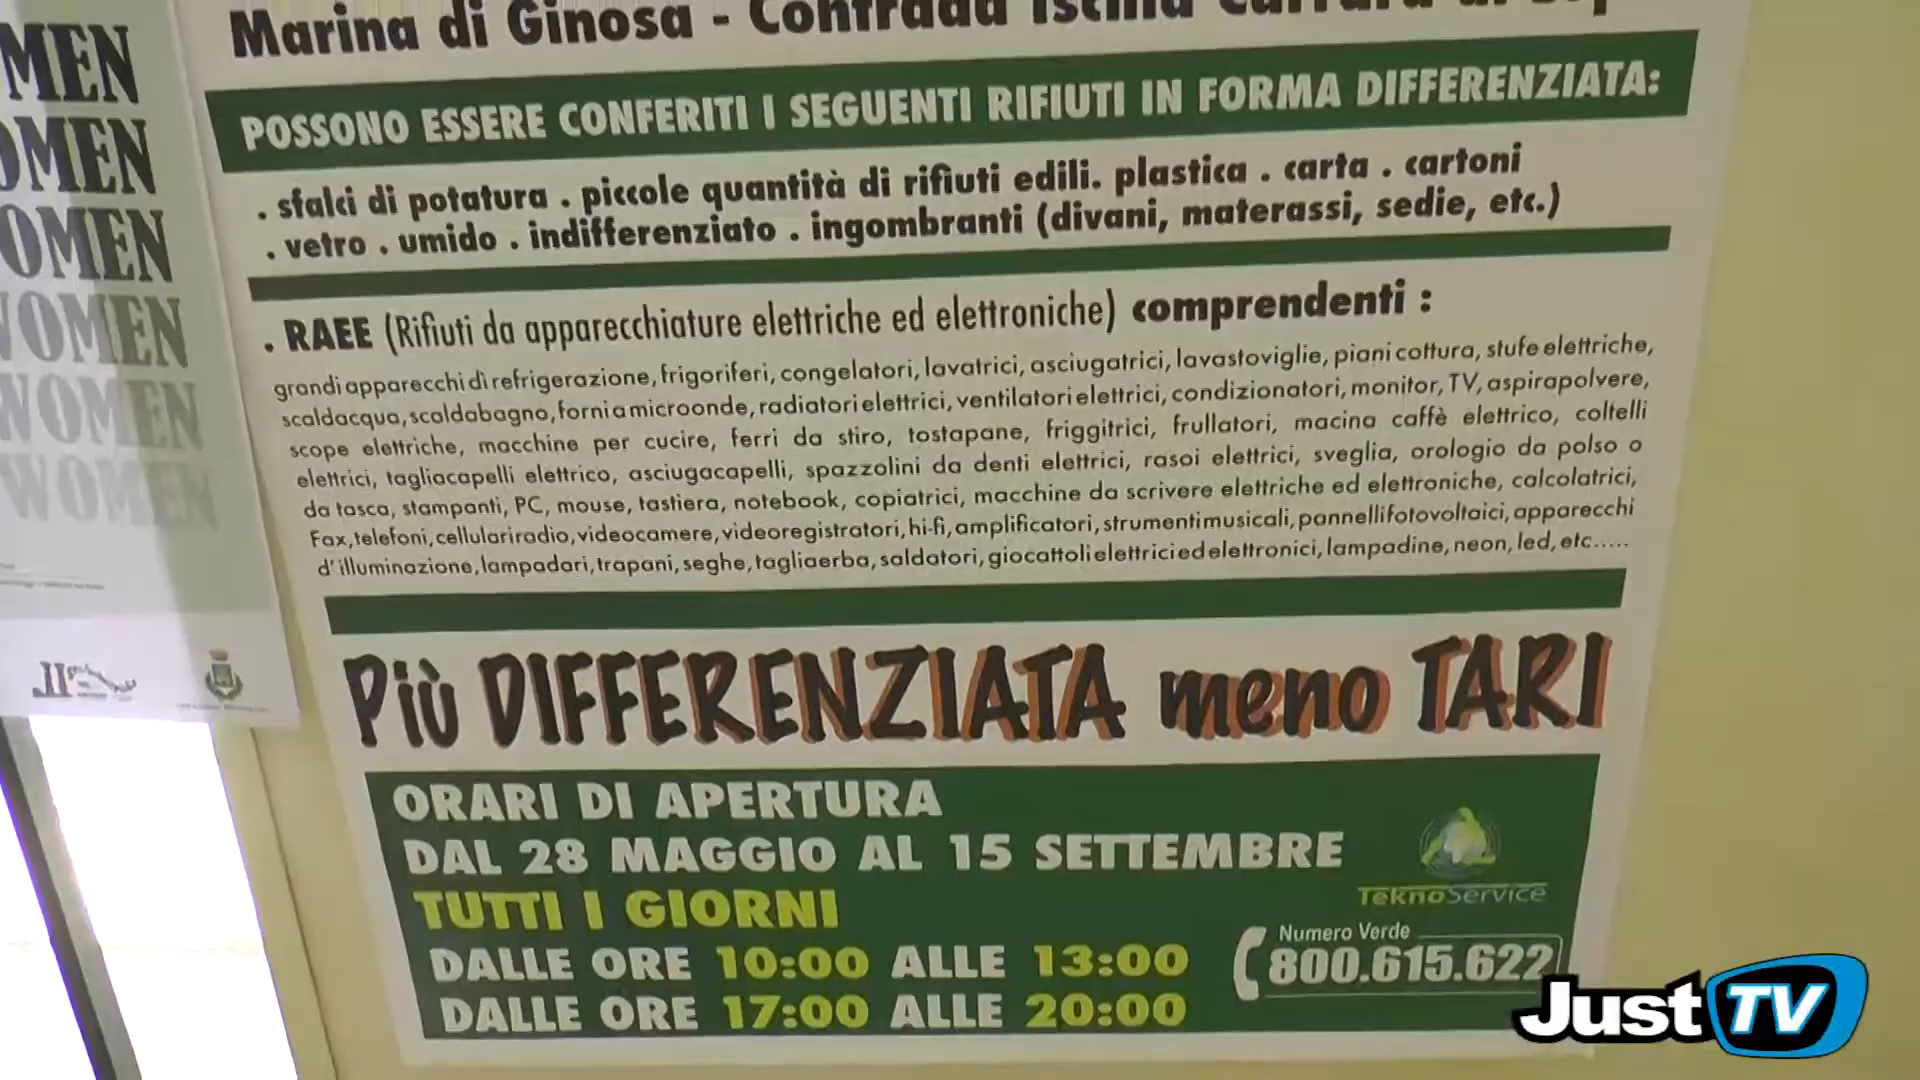 MEN
OMEN
OMEN
WOMEN
WOMEN
WOMEN
Marina di Ginosa - Contrada
POSSONO ESSERE CONFERITI I SEGUENTI RIFIUTI IN FORMA DIFFERENZIATA:
. sfalci di potatura . piccole quantità di rifiuti edili. plastica . carta . cartoni
. vetro . umido . indifferenziato . ingombranti (divani, materassi, sedie, etc.)
. RAEE (Rifiuti da apparecchiature elettriche ed elettroniche) comprendenti :
grandi apparecchi di refrigerazione, frigoriferi, congelatori, lavatrici, asciugatrici, lavastoviglie, piani cottura, stufe elettriche,
scaldacqua, scaldabagno, forni a microonde, radiatori elettrici, ventilatori elettrici, condizionatori, monitor, TV, aspirapolvere,
scope elettriche, macchine per cucire, ferri da stiro, tostapane, friggitrici, frullatori, macina caffè elettrico, coltelli
elettrici, tagliacapelli elettrico, asciugacapelli, spazzolini da denti elettrici, rasoi elettrici, sveglia, orologio da polso o
da tasca, stampanti, PC, mouse, tastiera, notebook, copiatrici, macchine da scrivere elettriche ed elettroniche, calcolatrici,
Fax, telefoni, cellulari radio, videocamere, videoregistratori, hi-fi, amplificatori, strumenti musicali, pannelli fotovoltaici, apparecchi
d'illuminazione, lampadari, trapani, seghe, tagliaerba, saldatori, giocattoli elettrici ed elettronici, lampadine, neon, led, etc.....
Più DIFFERENZIATA meno TARI
ORARI DI APERTURA
DAL 28 MAGGIO AL 15 SETTEMBRE
TUTTI I GIORNI
DALLE ORE 10:00 ALLE 13:00
DALLE ORE 17:00 ALLE 20:00
TeknoService
Numero Verde
800.615.622
Just TV